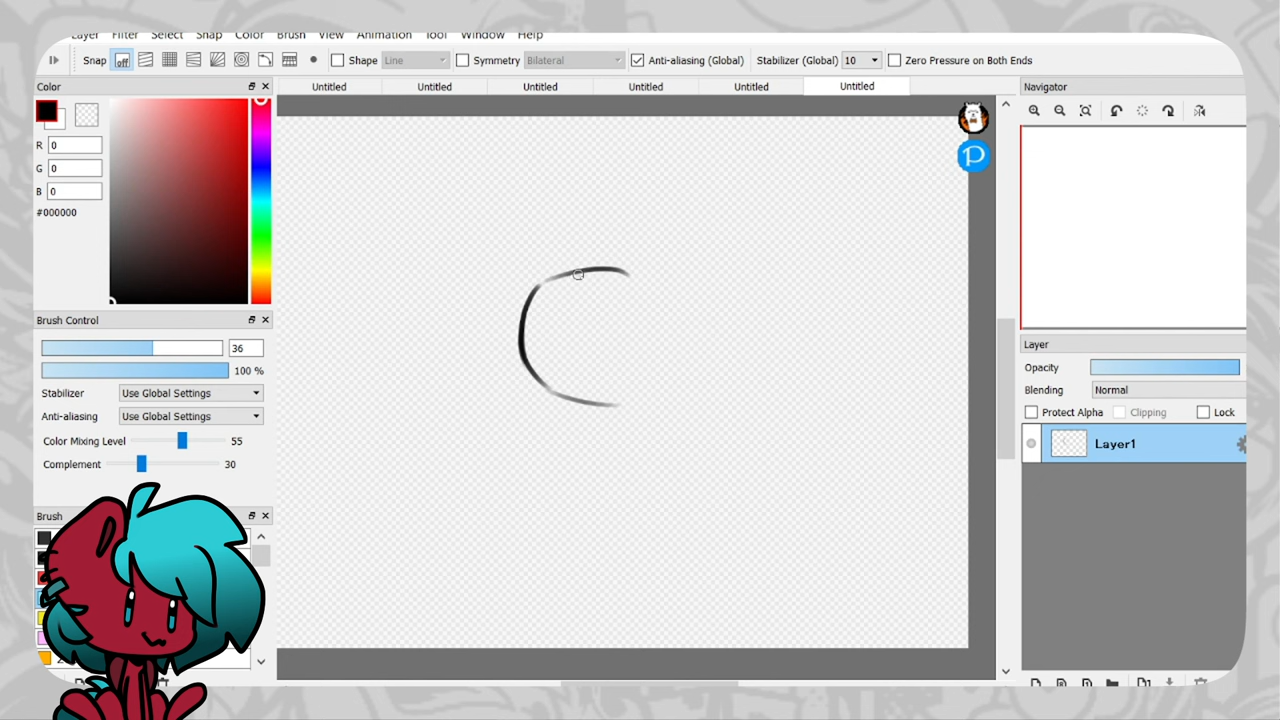 Layer Filter Select Snap Color Brush View Animation Tool Window Help
Snap off Shape Line Symmetry Bilateral Anti-aliasing (Global) Stabilizer (Global) 10 Zero Pressure on Both Ends
Color
Untitled Untitled Untitled Untitled Untitled Untitled
Navigator
R 0
G 0
B 0
#000000
P
Brush Control
36
100 %
Stabilizer Use Global Settings
Anti-aliasing Use Global Settings
Color Mixing Level 55
Complement 30
Brush
Layer
Opacity
Blending Normal
Protect Alpha Clipping Lock
Layer1